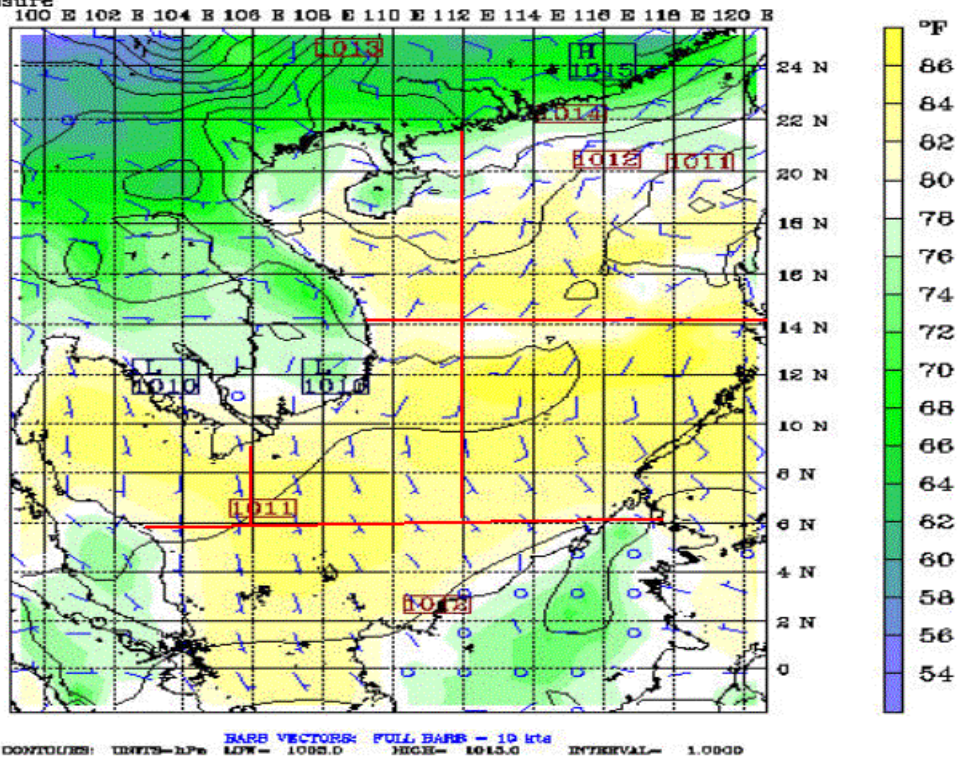 100 E 102 E 104 E 106 E 108 E 110 E 112 E 114 E 116 E 118 E 120 E
°F
1013
H
1015
24 N
86
84
1014
22 N
82
1012
1011
20 N
80
18 N
78
76
16 N
74
14 N
72
L
1010
L
1010
12 N
70
68
10 N
66
8 N
64
1011
6 N
62
4 N
60
1012
58
2 N
56
0
54
BARB VECTORS: FULL BARB - 10 kts
CONTOURS: UNITS=hPa LOW= HIGH= INTERVAL= 1.0000